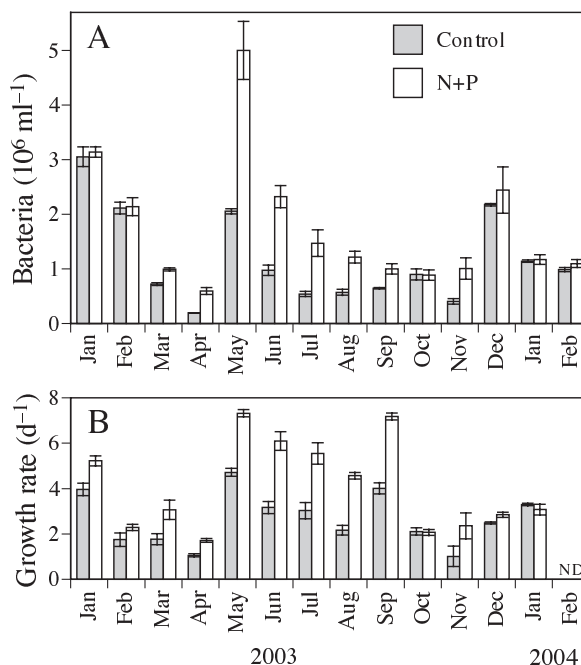 A
Control
N+P
Bacteria (10⁶ ml⁻¹)
5
4
3
2
1
0
Jan Feb Mar Apr May Jun Jul Aug Sep Oct Nov Dec Jan Feb
B
Growth rate (d⁻¹)
8
6
4
2
0
ND
Jan Feb Mar Apr May Jun Jul Aug Sep Oct Nov Dec Jan Feb
2003 2004